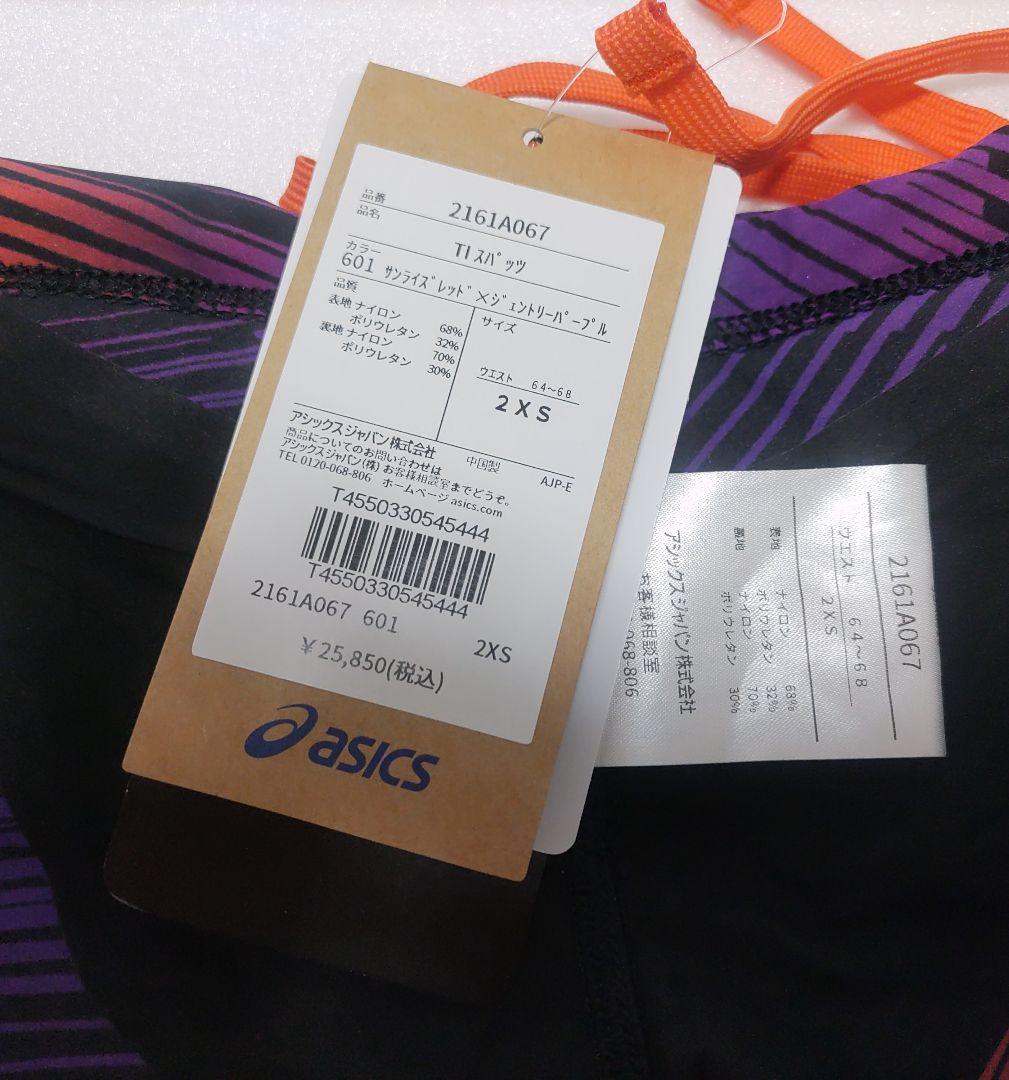 品番 2161A067
品名
TI スパッツ
カラー
601 サンライズレッド×ジェントリーパープル
品質
表地 ナイロン 68%
ポリウレタン 32%
裏地 ナイロン 70%
ポリウレタン 30%
サイズ
ウエスト 64~68
2XS
アシックスジャパン株式会社
商品についてのお問い合わせは
アシックスジャパン(株)お客様相談室までどうぞ。
TEL 0120-068-806 ホームページ asics.com
中国製 AJP-E
T4550330545444
T4550330545444
2161A067 601
2XS
¥25,850(税込)
asics
2161A067
ウエスト 64~68
2XS
表地 ナイロン 68%
ポリウレタン 32%
裏地 ナイロン 70%
ポリウレタン 30%
アシックスジャパン株式会社
お客様相談室
068-806